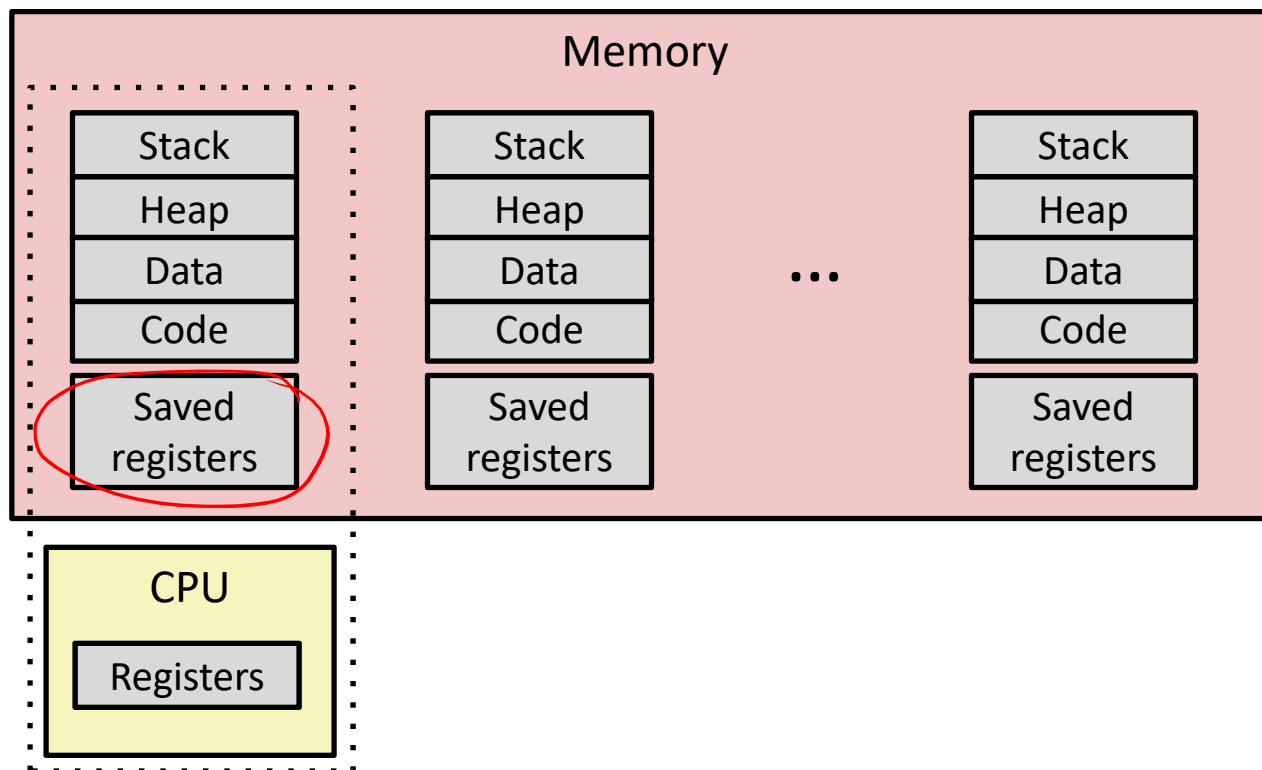 Memory
Stack
Heap
Data
Code
Saved
registers
Stack
Heap
Data
Code
Saved
registers
...
Stack
Heap
Data
Code
Saved
registers
CPU
Registers